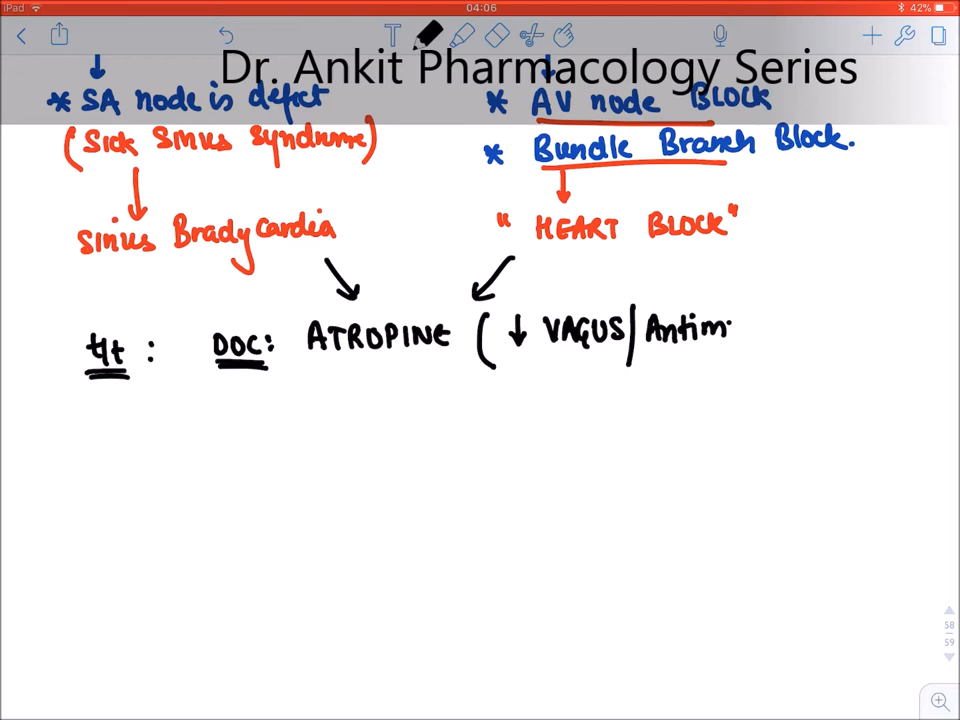 iPad 04:06 42%
T
Dr. Ankit Pharmacology Series
* SA node is defect
(Sick Sinus Syndrome)
Sinus Bradycardia
* AV node BLOCK
* Bundle Branch Block.
"HEART BLOCK"
ttt : DOC: ATROPINE ( ↓ VAGUS/Antim.
58
59